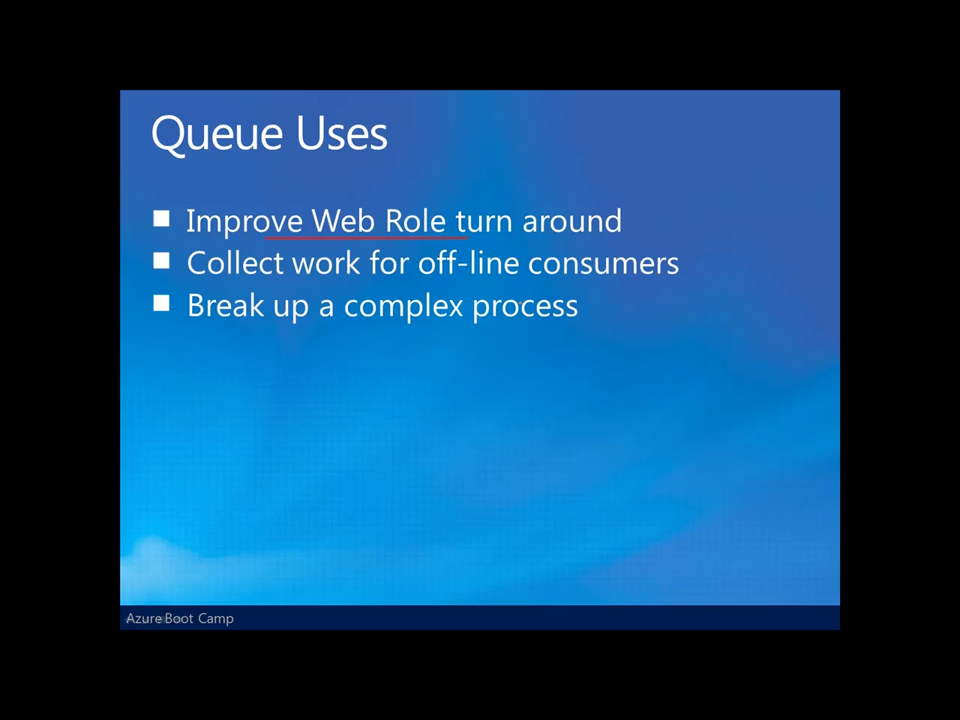 Queue Uses
Improve Web Role turn around
Collect work for off-line consumers
Break up a complex process
Azure Boot Camp